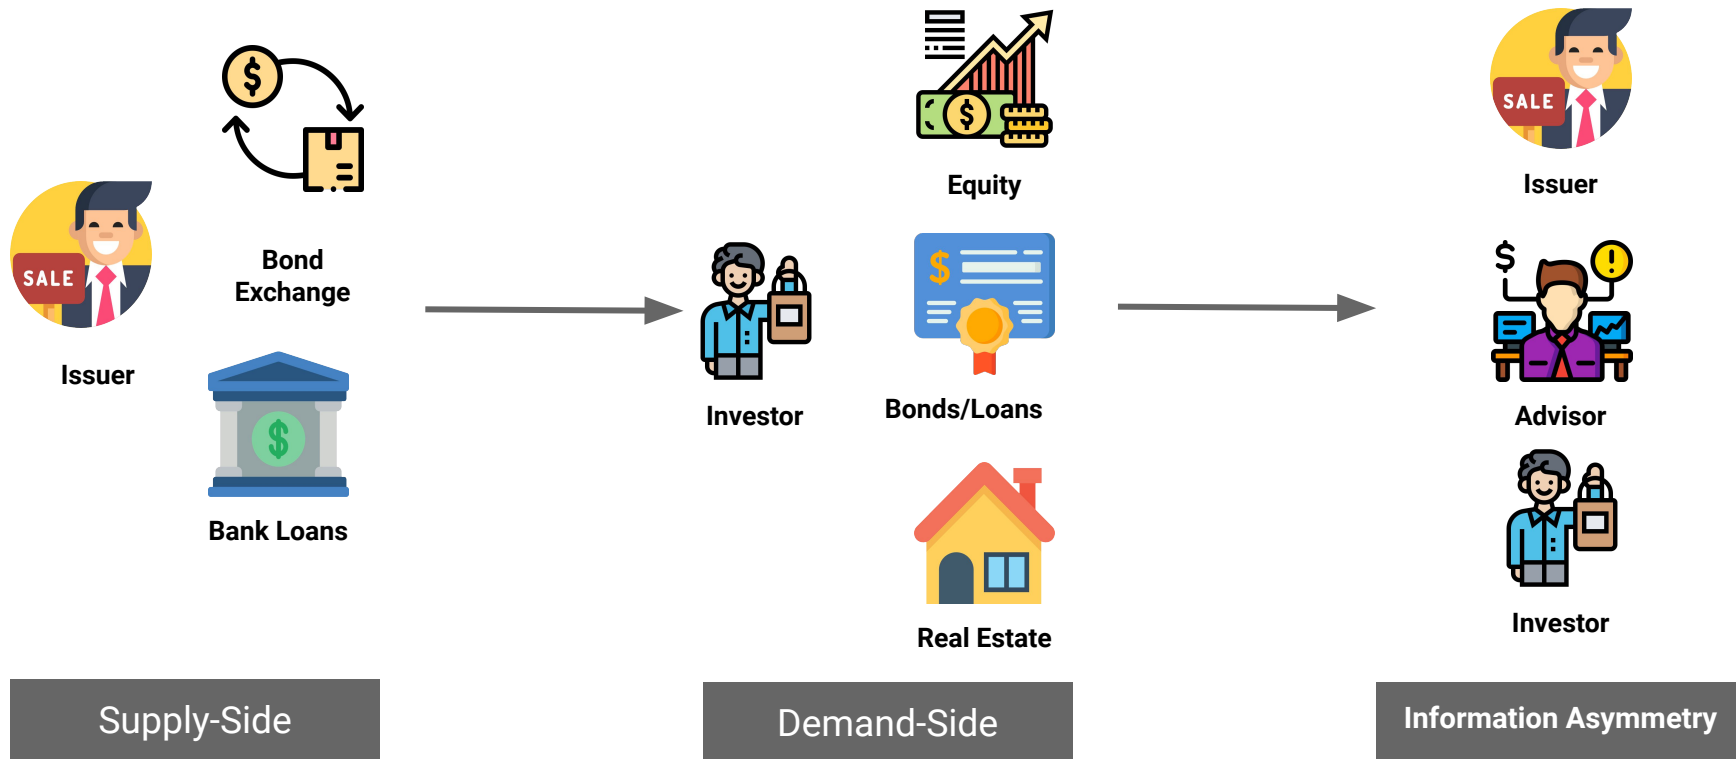 SALE
Issuer
$
Bond
Exchange
$
Bank Loans
Supply-Side
Investor
$
Equity
$
Bonds/Loans
Real Estate
Demand-Side
SALE
Issuer
$
!
Advisor
Investor
Information Asymmetry